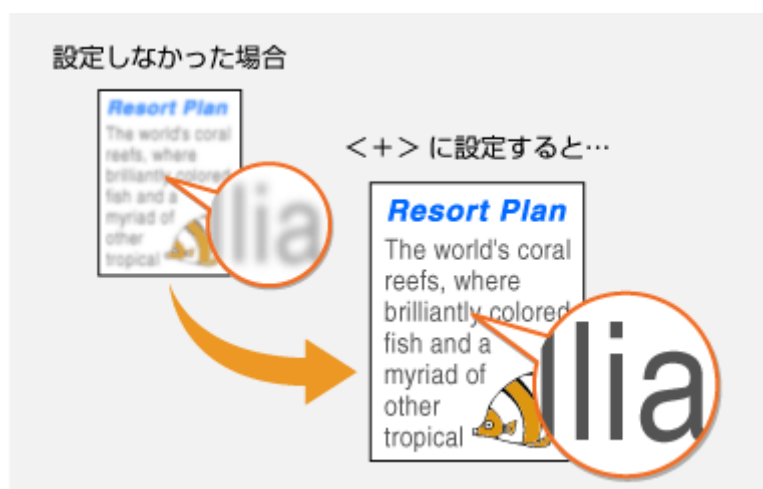 設定しなかった場合
Resort Plan
The world's coral
reefs, where
brilliantly colored
fish and a
myriad of
other
tropical
lia
<+> に設定すると…
Resort Plan
The world's coral
reefs, where
brilliantly colored
fish and a
myriad of
other
tropical
llia